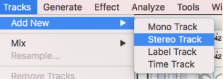 Tracks Generate Effect Analyze Tools
Add New
Mono Track
Stereo Track
Mix
Label Track
Resample...
Time Track
Remove Tracks